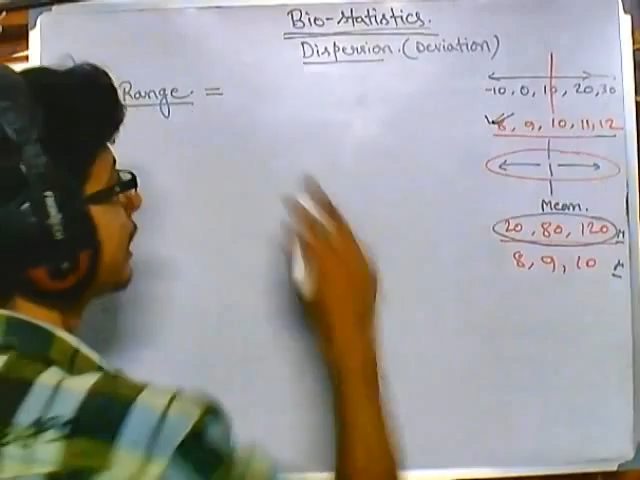 Bio-Statistics.
Dispersion. (Deviation)
Range. =
-10, 0, 10, 20, 30
8, 9, 10, 11, 12
Mean.
20, 80, 120
8, 9, 10